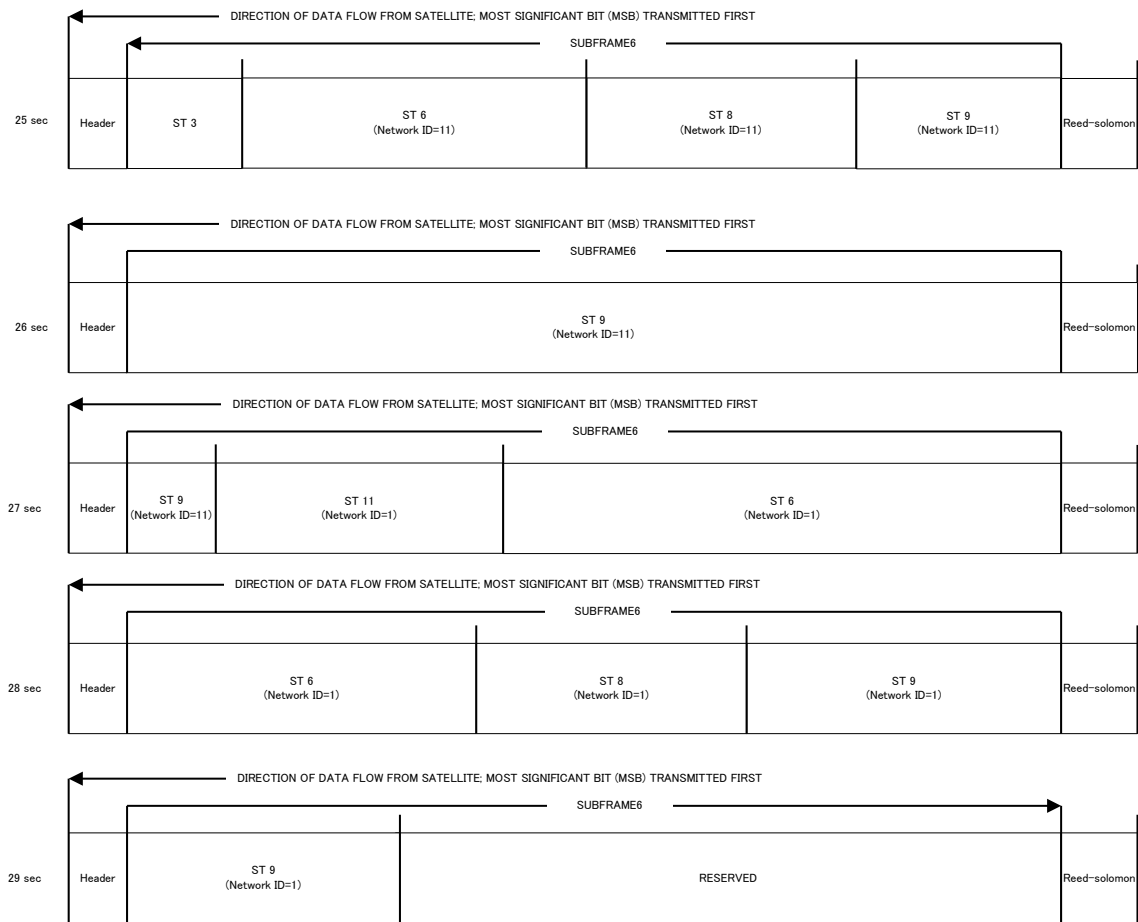 DIRECTION OF DATA FLOW FROM SATELLITE; MOST SIGNIFICANT BIT (MSB) TRANSMITTED FIRST
SUBFRAME6
25 sec
Header
ST 3
ST 6
(Network ID=11)
ST 8
(Network ID=11)
ST 9
(Network ID=11)
Reed-solomon
DIRECTION OF DATA FLOW FROM SATELLITE; MOST SIGNIFICANT BIT (MSB) TRANSMITTED FIRST
SUBFRAME6
26 sec
Header
ST 9
(Network ID=11)
Reed-solomon
DIRECTION OF DATA FLOW FROM SATELLITE; MOST SIGNIFICANT BIT (MSB) TRANSMITTED FIRST
SUBFRAME6
27 sec
Header
ST 9
(Network ID=11)
ST 11
(Network ID=1)
ST 6
(Network ID=1)
Reed-solomon
DIRECTION OF DATA FLOW FROM SATELLITE; MOST SIGNIFICANT BIT (MSB) TRANSMITTED FIRST
SUBFRAME6
28 sec
Header
ST 6
(Network ID=1)
ST 8
(Network ID=1)
ST 9
(Network ID=1)
Reed-solomon
DIRECTION OF DATA FLOW FROM SATELLITE; MOST SIGNIFICANT BIT (MSB) TRANSMITTED FIRST
SUBFRAME6
29 sec
Header
ST 9
(Network ID=1)
RESERVED
Reed-solomon